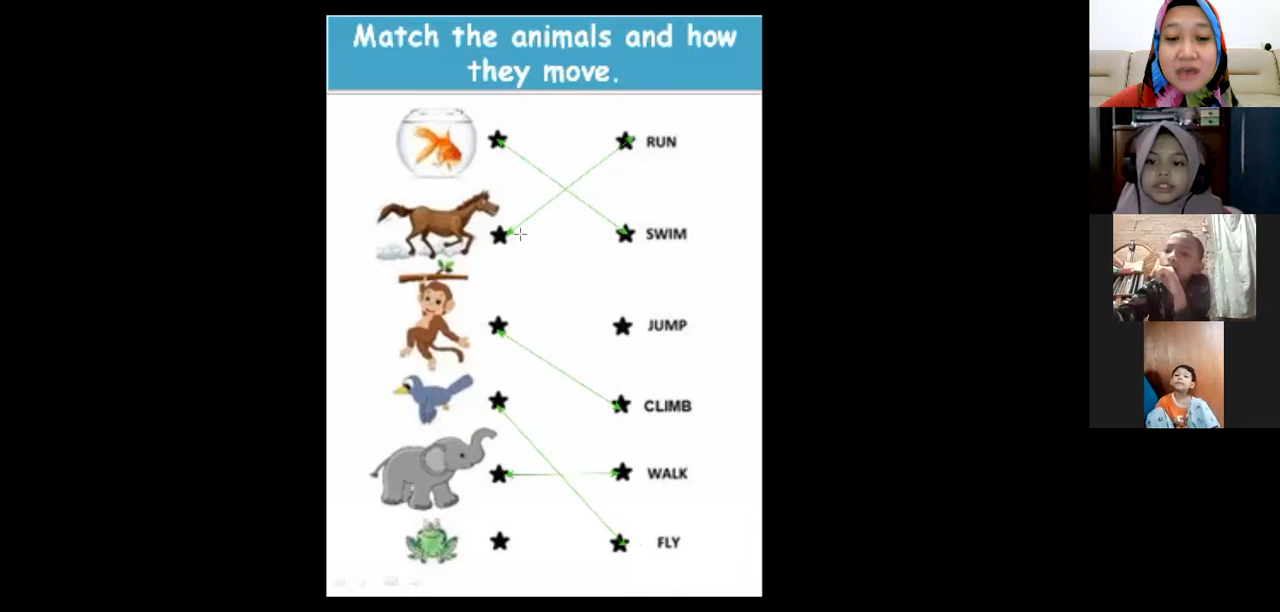 Match the animals and how
they move.
RUN
SWIM
JUMP
CLIMB
WALK
FLY